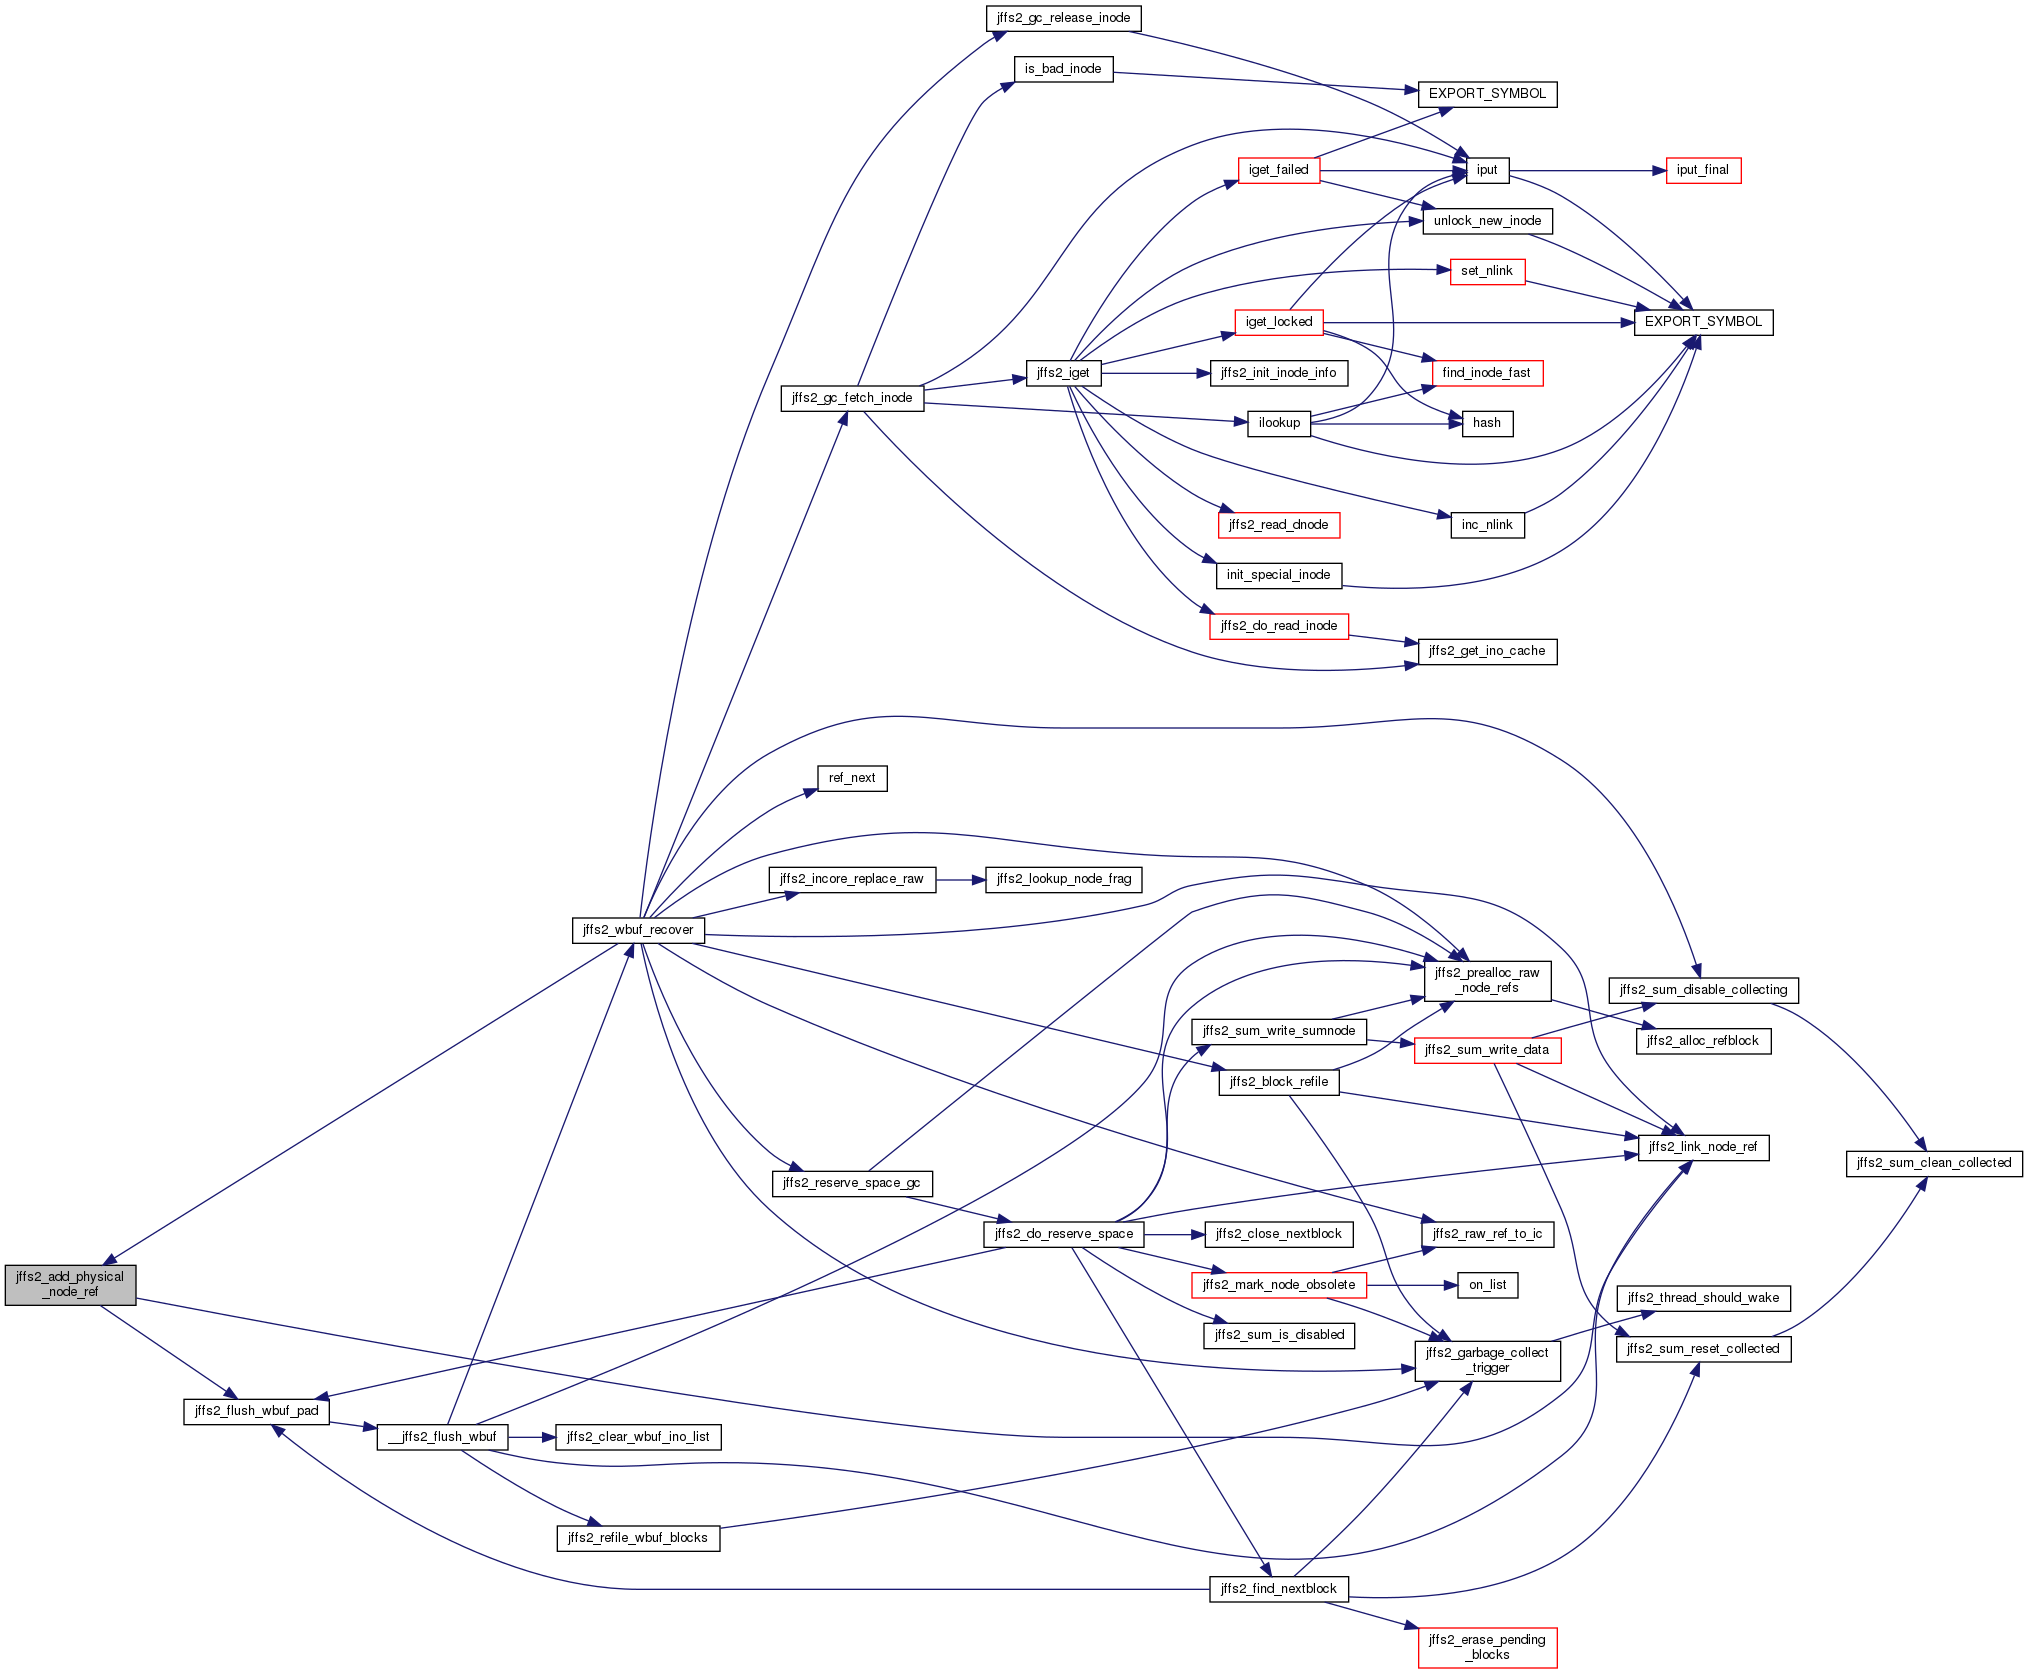 jffs2_gc_release_inode
is_bad_inode
EXPORT_SYMBOL
iget_failed
iput
iput_final
unlock_new_inode
set_nlink
iget_locked
EXPORT_SYMBOL
jffs2_iget
jffs2_init_inode_info
find_inode_fast
jffs2_gc_fetch_inode
ilookup
hash
jffs2_read_dnode
inc_nlink
init_special_inode
jffs2_do_read_inode
jffs2_get_ino_cache
ref_next
jffs2_incore_replace_raw
jffs2_lookup_node_frag
jffs2_wbuf_recover
jffs2_prealloc_raw
_node_refs
jffs2_sum_disable_collecting
jffs2_sum_write_sumnode
jffs2_alloc_refblock
jffs2_sum_write_data
jffs2_block_refile
jffs2_link_node_ref
jffs2_sum_clean_collected
jffs2_reserve_space_gc
jffs2_do_reserve_space
jffs2_close_nextblock
jffs2_raw_ref_to_ic
jffs2_add_physical
_node_ref
jffs2_mark_node_obsolete
on_list
jffs2_thread_should_wake
jffs2_sum_is_disabled
jffs2_sum_reset_collected
jffs2_garbage_collect
_trigger
jffs2_flush_wbuf_pad
__jffs2_flush_wbuf
jffs2_clear_wbuf_ino_list
jffs2_refile_wbuf_blocks
jffs2_find_nextblock
jffs2_erase_pending
_blocks